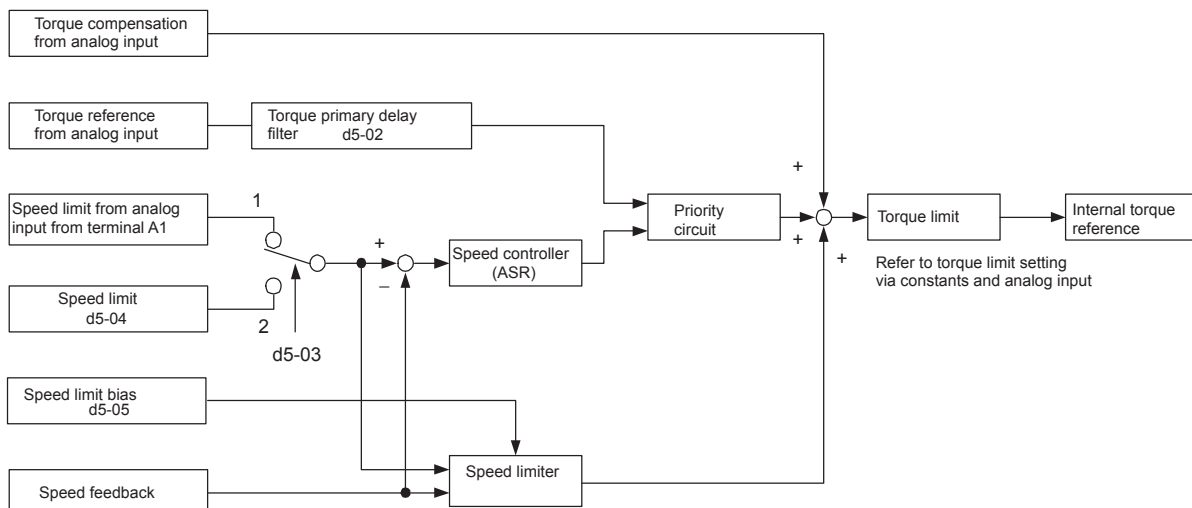 Torque compensation
from analog input
Torque reference
from analog input
Torque primary delay
filter d5-02
Speed limit from analog
input from terminal A1
1
Speed limit
d5-04
2
d5-03
+
–
Speed controller
(ASR)
Priority
circuit
+
+
+
Torque limit
Internal torque
reference
Refer to torque limit setting
via constants and analog input
Speed limit bias
d5-05
Speed feedback
Speed limiter